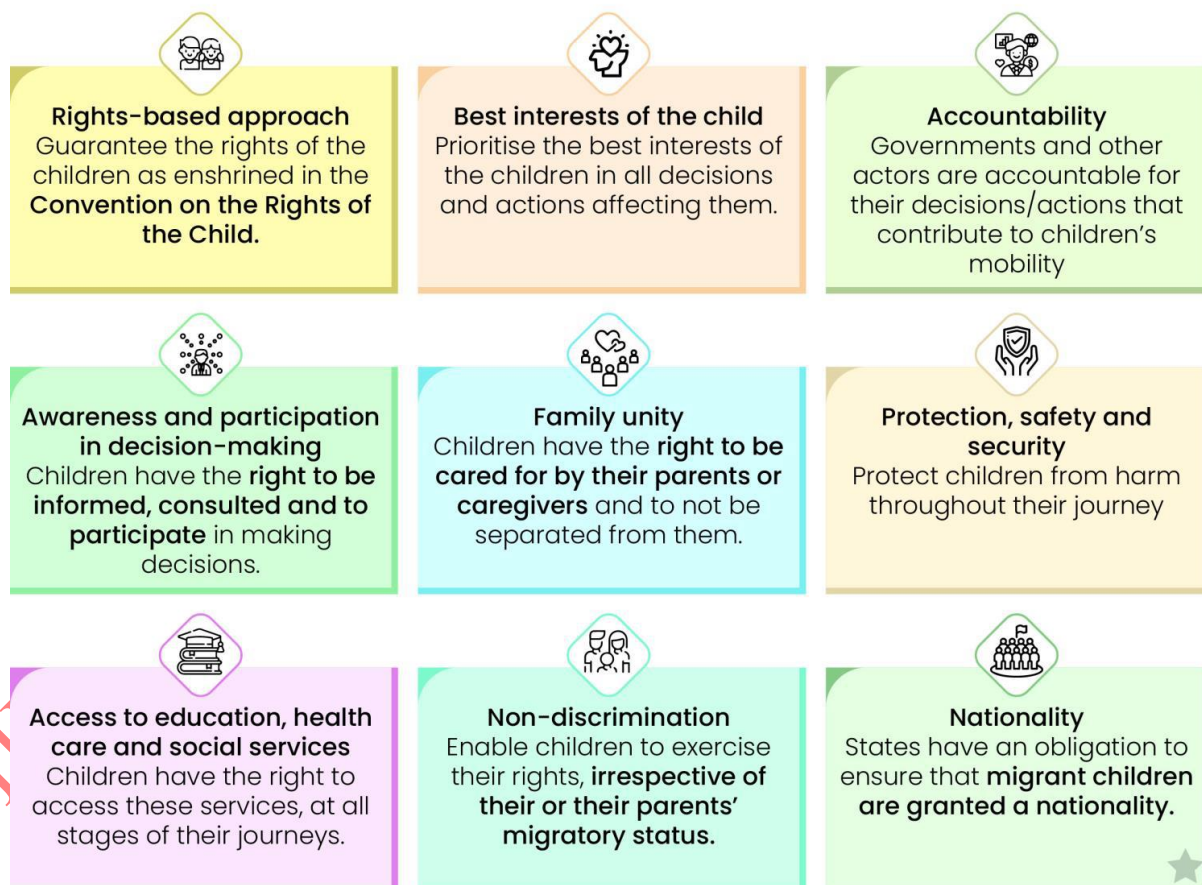 Rights-based approach
Guarantee the rights of the
children as enshrined in the
Convention on the Rights of
the Child.
Best interests of the child
Prioritise the best interests of
the children in all decisions
and actions affecting them.
Accountability
Governments and other
actors are accountable for
their decisions/actions that
contribute to children's
mobility
Awareness and participation
in decision-making
Children have the right to be
informed, consulted and to
participate in making
decisions.
Family unity
Children have the right to be
cared for by their parents or
caregivers and to not be
separated from them.
Protection, safety and
security
Protect children from harm
throughout their journey
Access to education, health
care and social services
Children have the right to
access these services, at all
stages of their journeys.
Non-discrimination
Enable children to exercise
their rights, irrespective of
their or their parents'
migratory status.
Nationality
States have an obligation to
ensure that migrant children
are granted a nationality.